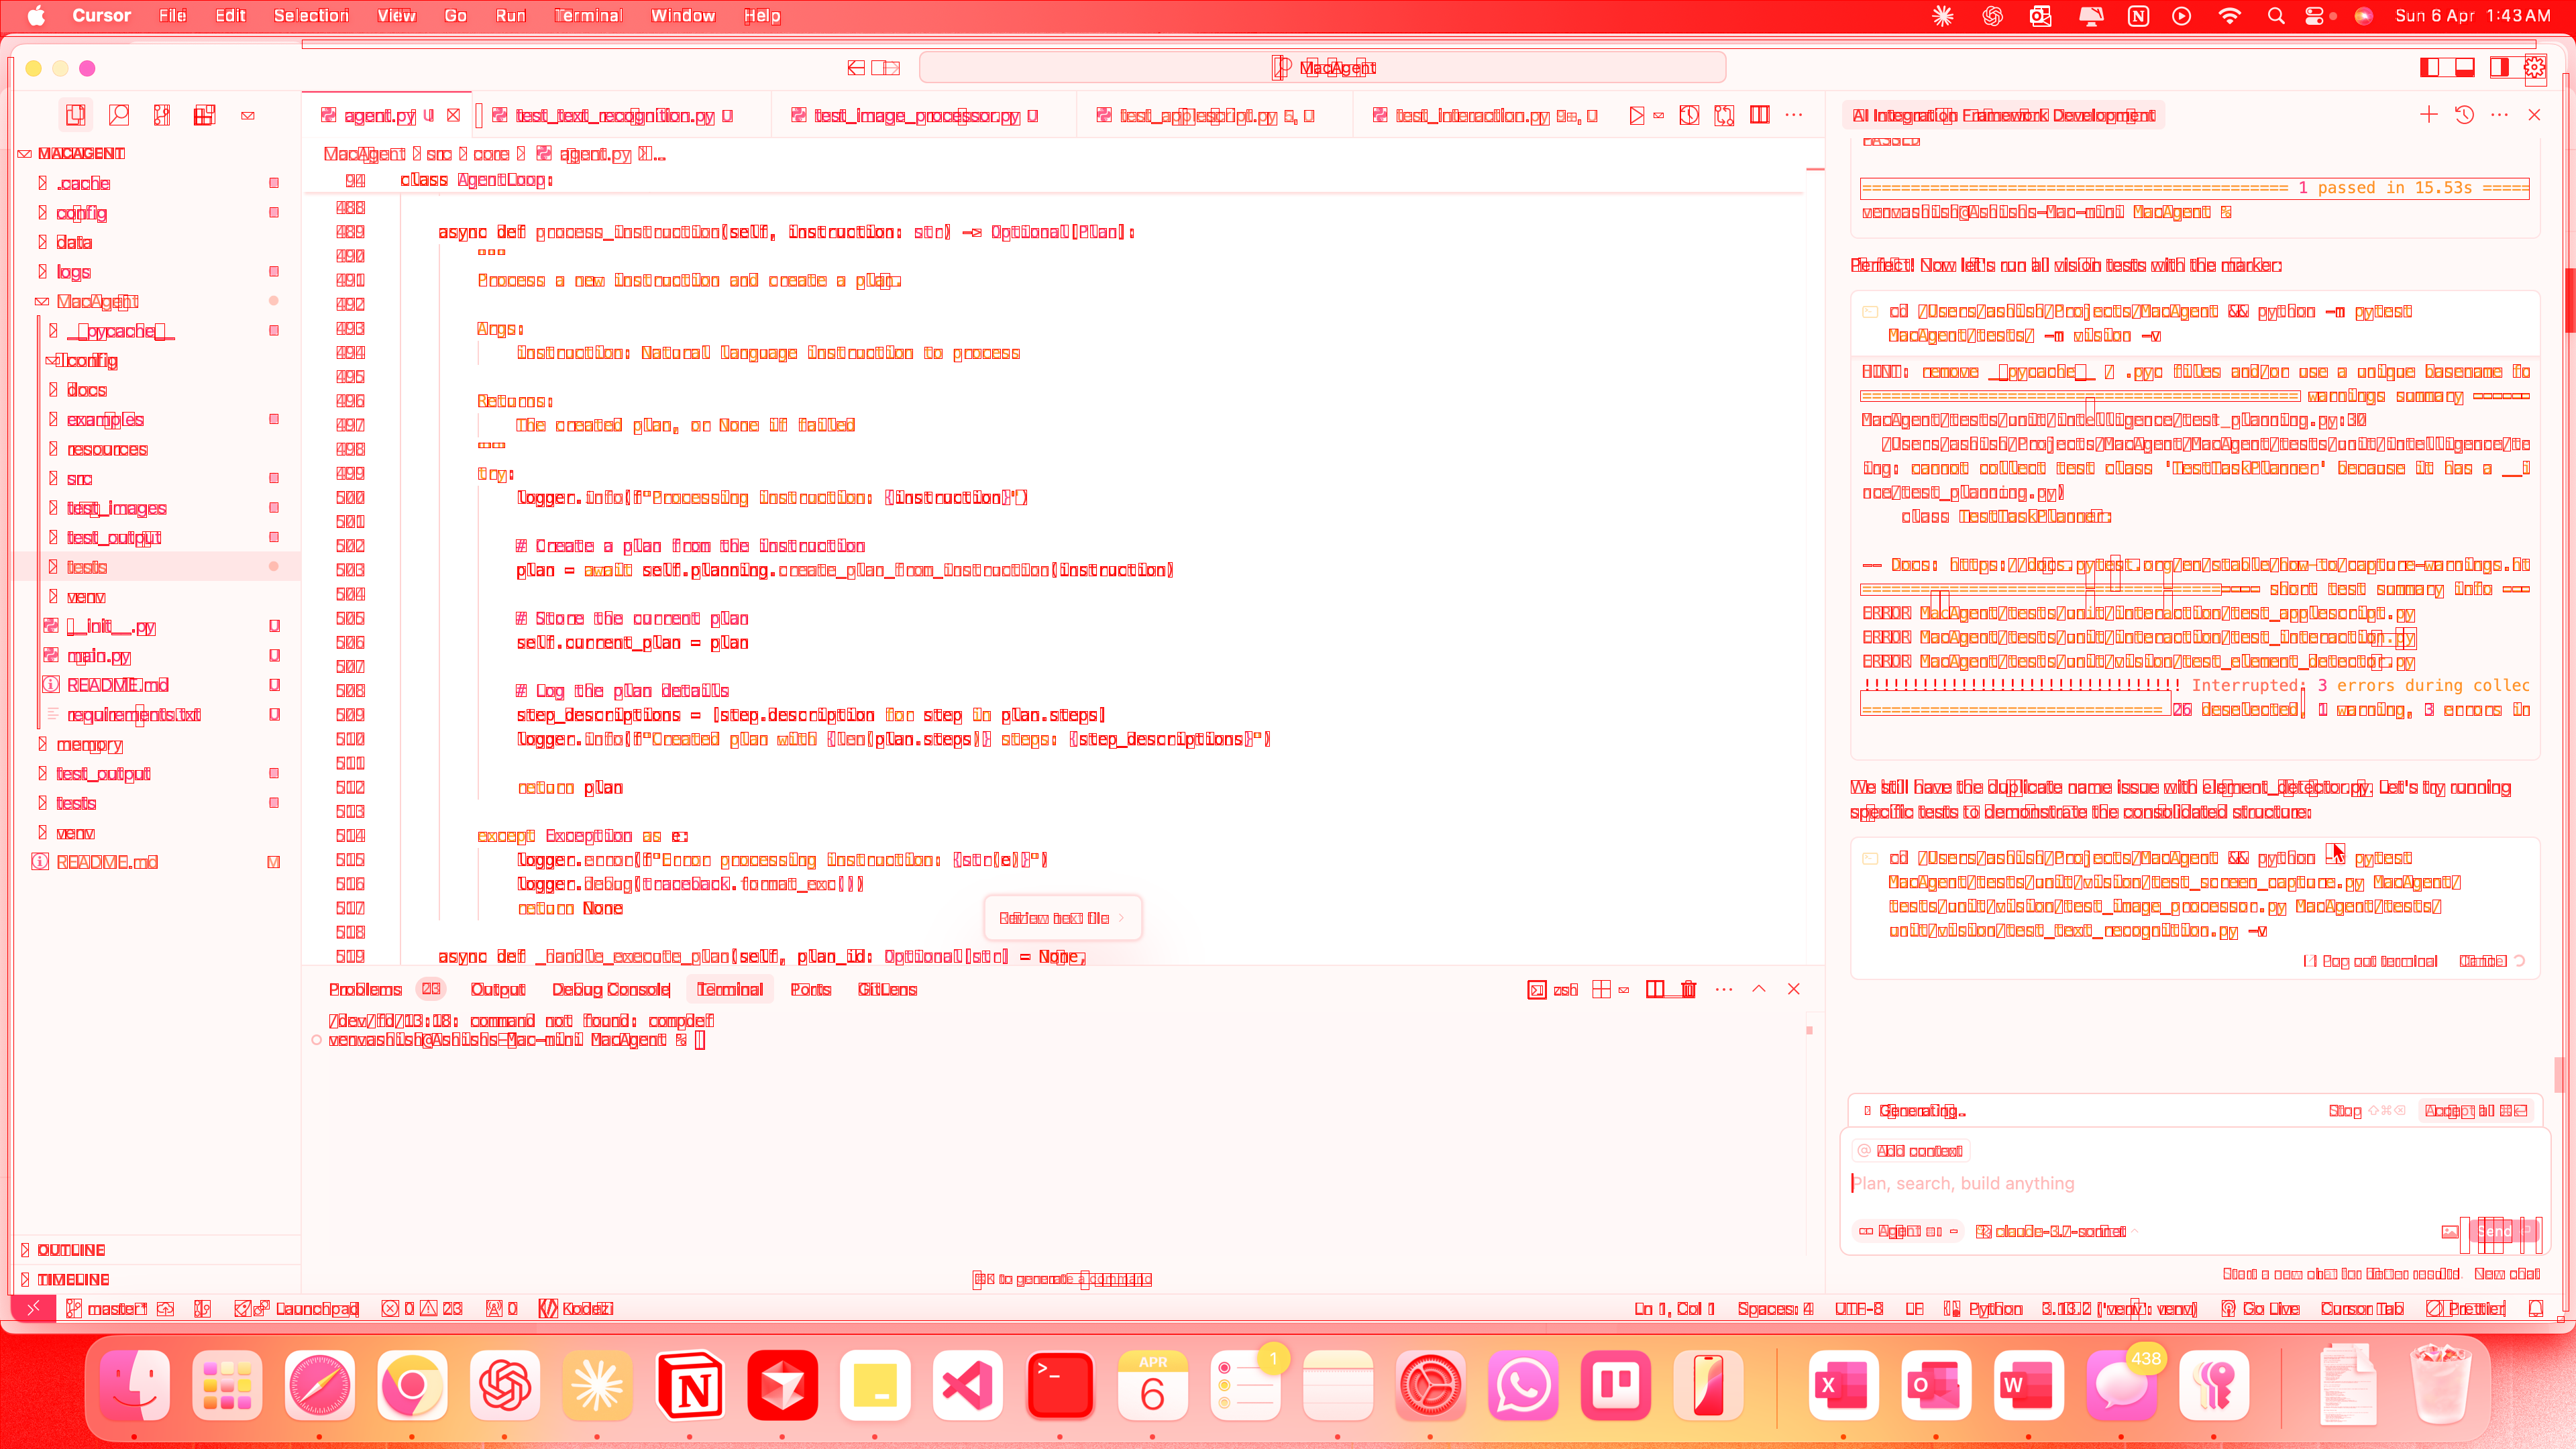 Cursor File Edit Selection View Go Run Terminal Window Help
Sun 6 Apr 1:43 AM
MacAgent
agent.py U
test_text_recognition.py U
test_image_processor.py U
test_applescript.py 5, U
test_interaction.py 9+, U
AI Integration Framework Development
MACAGENT
.cache
config
data
logs
MacAgent
__pycache__
config
docs
examples
resources
src
test_images
test_output
tests
venv
__init__.py U
main.py U
README.md U
requirements.txt U
memory
test_output
tests
venv
README.md M
OUTLINE
TIMELINE
MacAgent > src > core > agent.py > ...
94 class AgentLoop:
488
489 async def process_instruction(self, instruction: str) -> Optional[Plan]:
490 """
491 Process a new instruction and create a plan.
492
493 Args:
494 instruction: Natural language instruction to process
495
496 Returns:
497 The created plan, or None if failed
498 """
499 try:
500 logger.info(f"Processing instruction: {instruction}")
501
502 # Create a plan from the instruction
503 plan = await self.planning.create_plan_from_instruction(instruction)
504
505 # Store the current plan
506 self.current_plan = plan
507
508 # Log the plan details
509 step_descriptions = [step.description for step in plan.steps]
510 logger.info(f"Created plan with {len(plan.steps)} steps: {step_descriptions}")
511
512 return plan
513
514 except Exception as e:
515 logger.error(f"Error processing instruction: {str(e)}")
516 logger.debug(traceback.format_exc())
517 return None
518
519 async def _handle_execute_plan(self, plan_id: Optional[str] = None,
Review next file >
Problems 23 Output Debug Console Terminal Ports GitLens
zsh
/dev/fd/13:18: command not found: compdef
venvashish@Ashishs-Mac-mini MacAgent %
⌘K to generate a command
PASSED
============================================ 1 passed in 15.53s =====
venvashish@Ashishs-Mac-mini MacAgent %
Perfect! Now let's run all vision tests with the marker:
cd /Users/ashish/Projects/MacAgent && python -m pytest
MacAgent/tests/ -m vision -v
HINT: remove __pycache__ / .pyc files and/or use a unique basename fo
============================================= warnings summary ======
MacAgent/tests/unit/intelligence/test_planning.py:30
/Users/ashish/Projects/MacAgent/MacAgent/tests/unit/intelligence/te
ing: cannot collect test class 'TestTaskPlanner' because it has a __i
nce/test_planning.py)
class TestTaskPlanner:
-- Docs: https://docs.pytest.org/en/stable/how-to/capture-warnings.ht
========================================= short test summary info ===
ERROR MacAgent/tests/unit/interaction/test_applescript.py
ERROR MacAgent/tests/unit/interaction/test_interaction.py
ERROR MacAgent/tests/unit/vision/test_element_detector.py
!!!!!!!!!!!!!!!!!!!!!!!!!!!!!!!!! Interrupted: 3 errors during collec
=============================== 26 deselected, 1 warning, 3 errors in
We still have the duplicate name issue with element_detector.py. Let's try running
specific tests to demonstrate the consolidated structure:
cd /Users/ashish/Projects/MacAgent && python -m pytest
MacAgent/tests/unit/vision/test_screen_capture.py MacAgent/
tests/unit/vision/test_image_processor.py MacAgent/tests/
unit/vision/test_text_recognition.py -v
Pop out terminal Cancel
Generating..
Stop ⇧⌘⌫ Accept all ⌘↵
@ Add context
Plan, search, build anything
Agent claude-3.7-sonnet
Send
Start a new chat for better results. New chat
master* Launchpad 0 23 0 Kodezi
Ln 1, Col 1 Spaces: 4 UTF-8 LF Python 3.13.2 ('venv': venv) Go Live Cursor Tab Prettier
APR
6
1
438